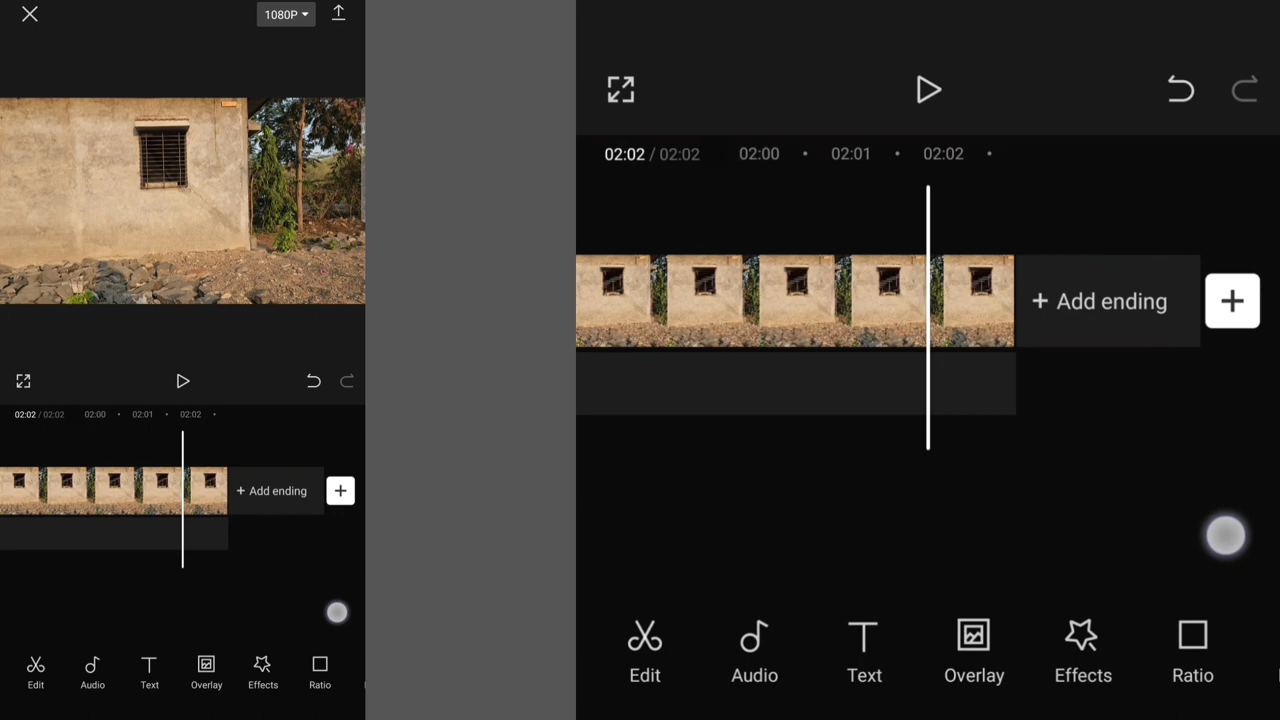 1080P
02:02 / 02:02 02:00 02:01 02:02
+ Add ending
Edit Audio Text Overlay Effects Ratio
02:02 / 02:02 02:00 02:01 02:02
+ Add ending
Edit Audio Text Overlay Effects Ratio